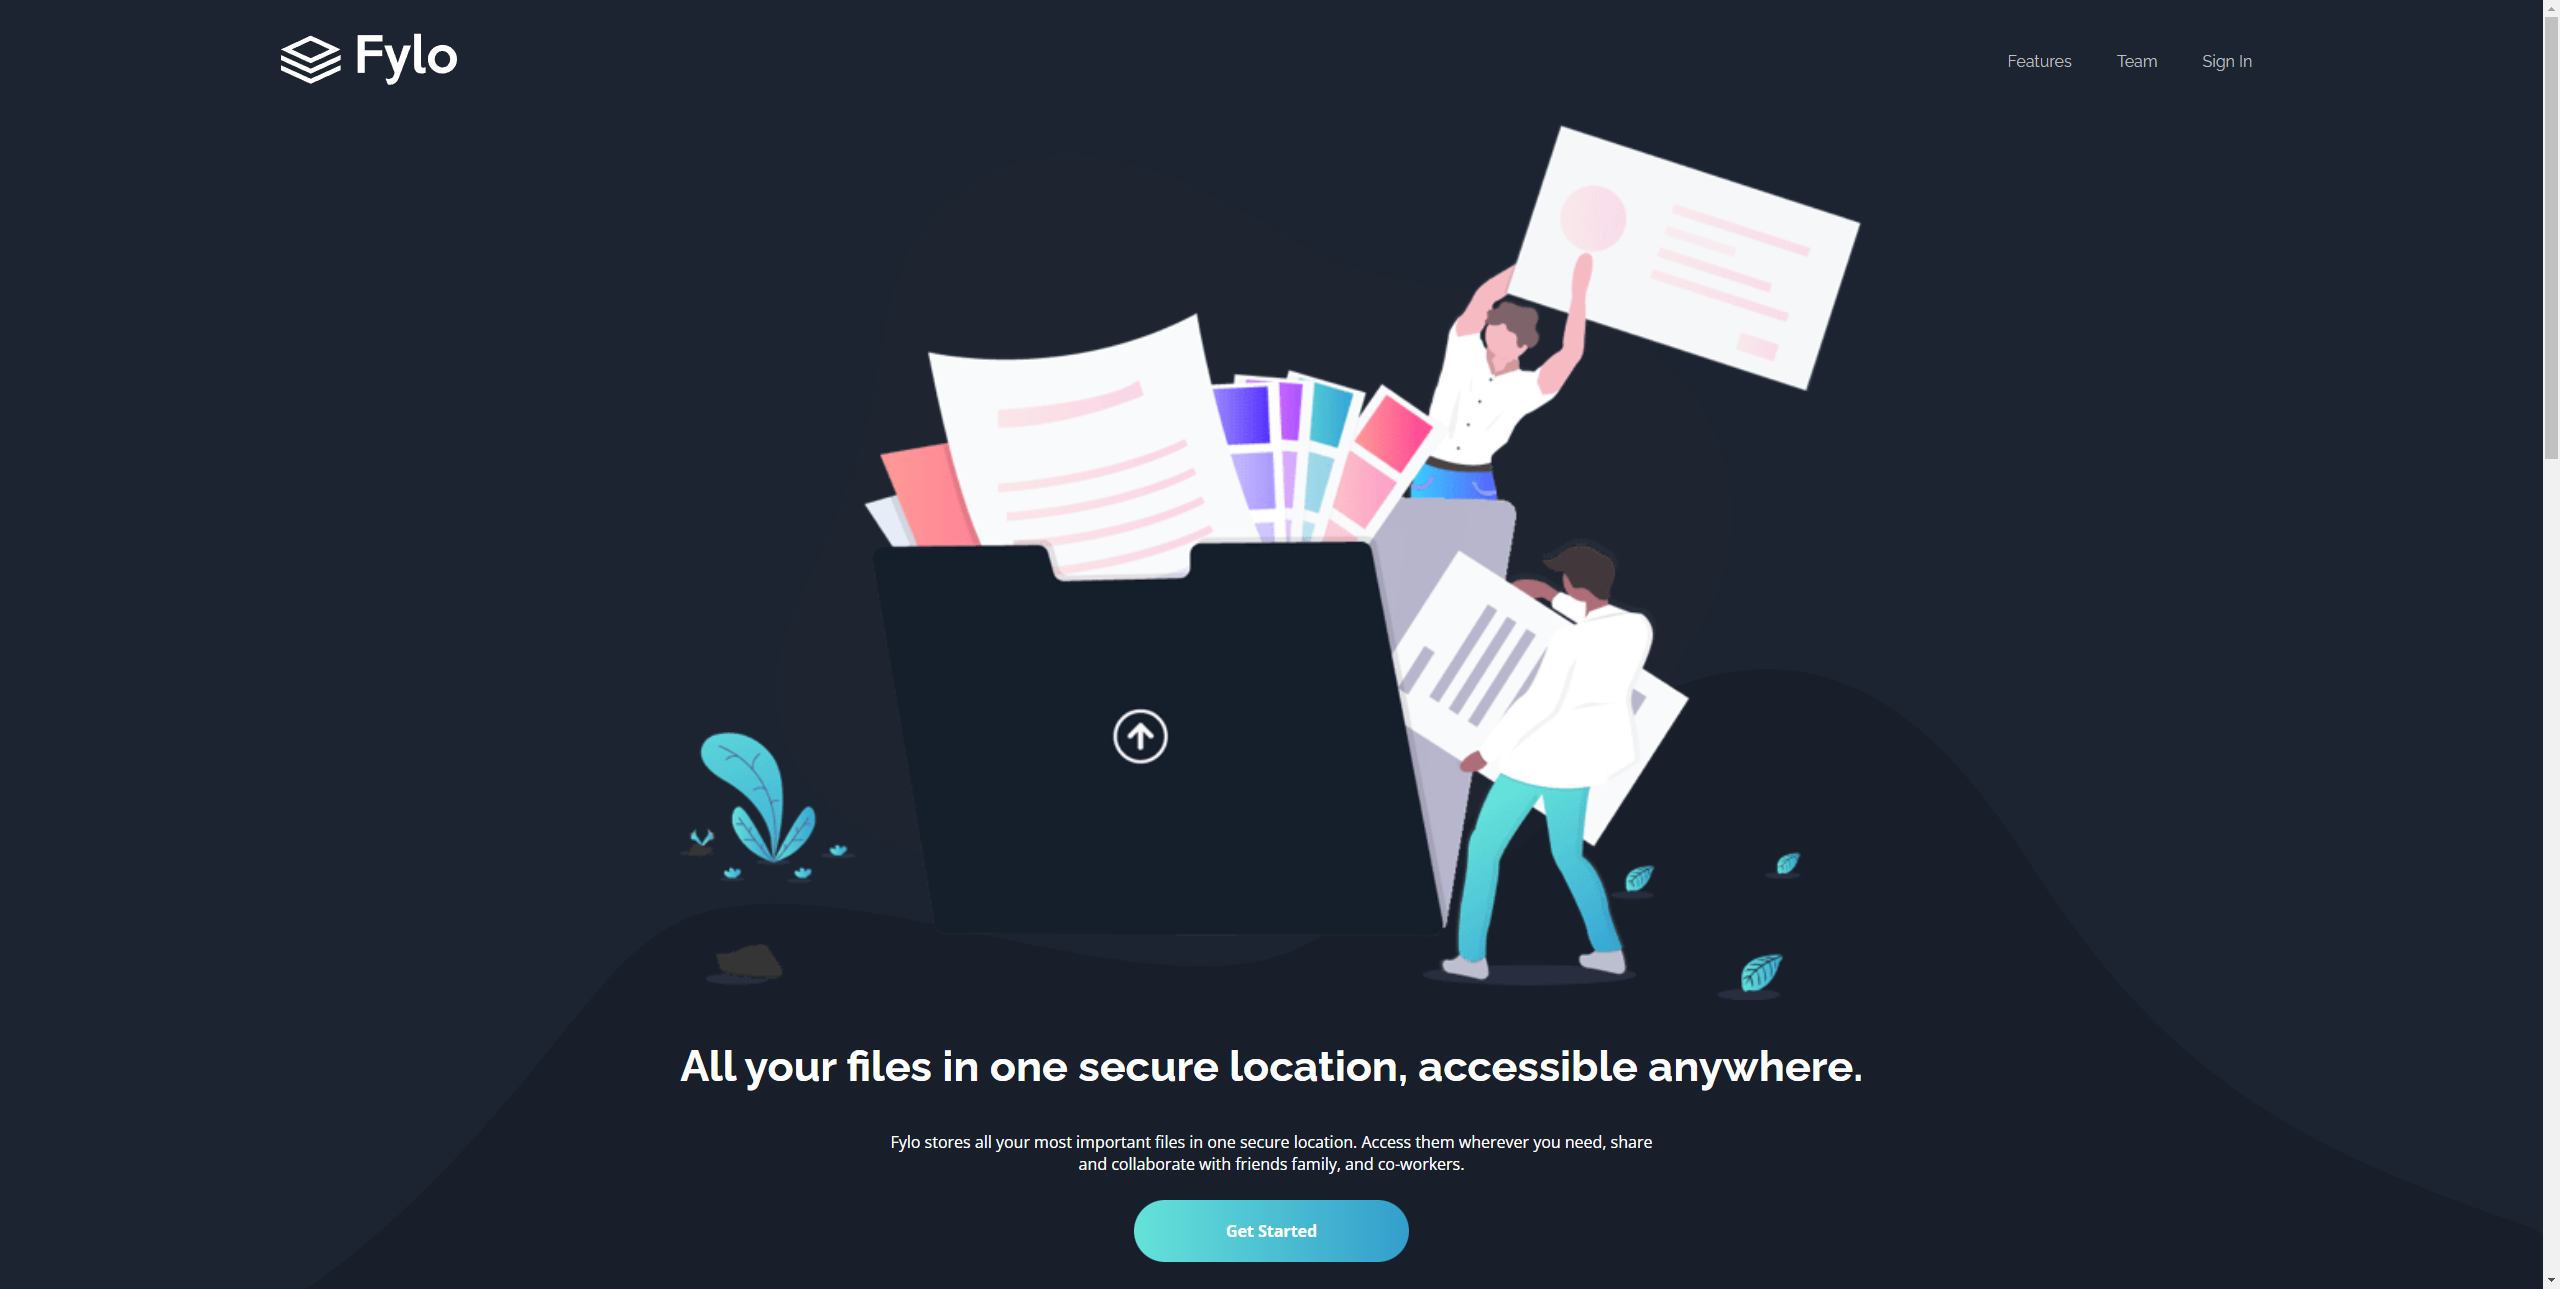 Fylo
Features
Team
Sign In
All your files in one secure location, accessible anywhere.
Fylo stores all your most important files in one secure location. Access them wherever you need, share
and collaborate with friends family, and co-workers.
Get Started